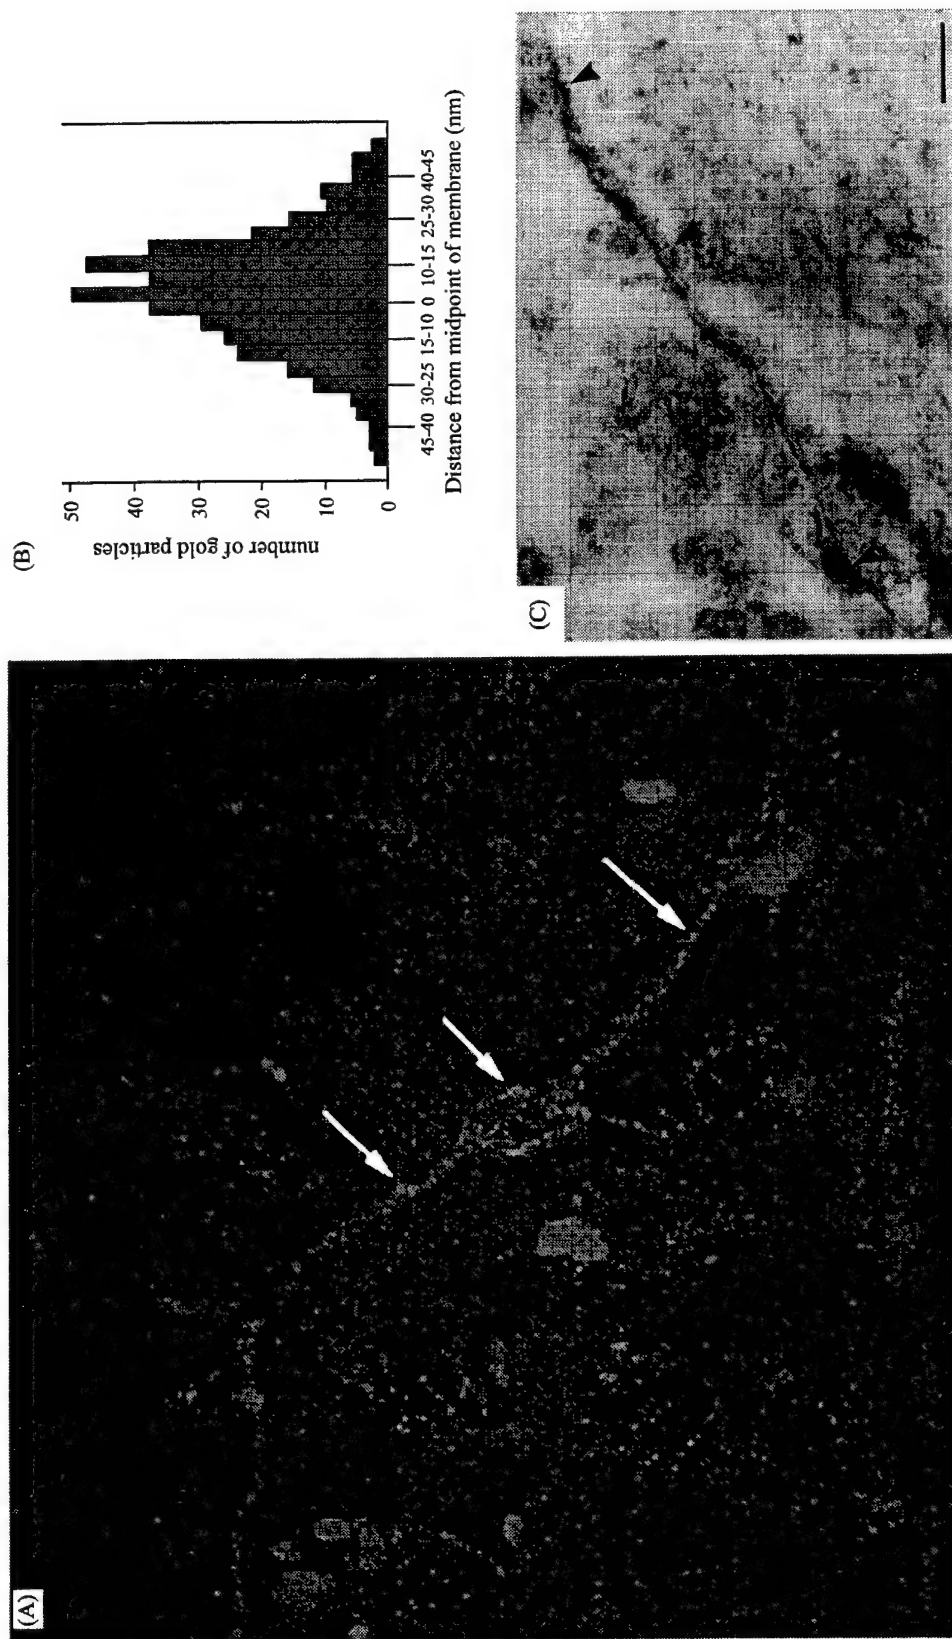 (A)
(B)
50
40
30
20
10
0
number of gold particles
45-40 30-25 15-10 0 10-15 25-30 40-45
Distance from midpoint of membrane (nm)
(C)